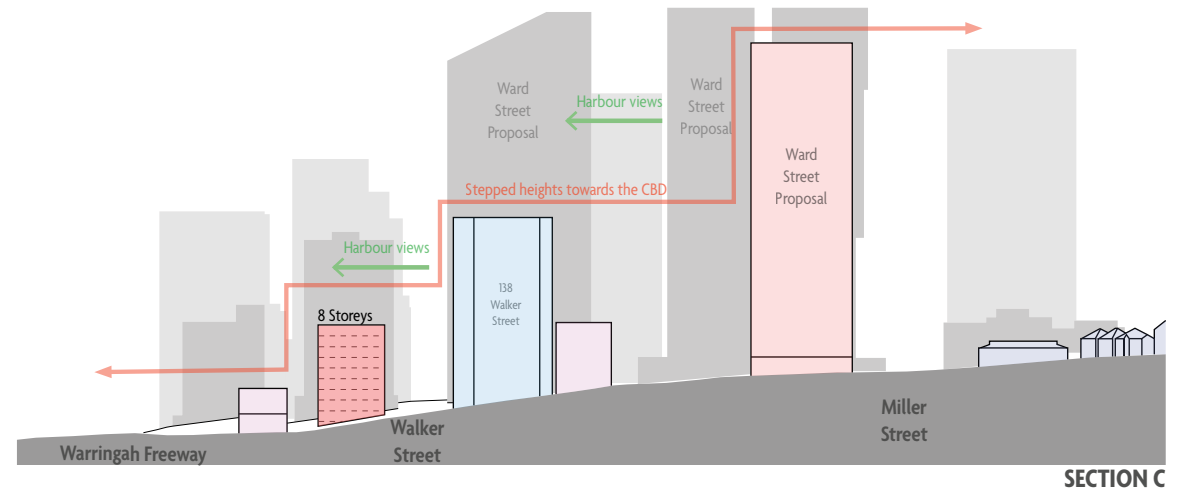 Ward
Street
Proposal
Harbour views
Ward
Street
Proposal
Ward
Street
Proposal
Stepped heights towards the CBD
Harbour views
138
Walker
Street
8 Storeys
Walker
Street
Miller
Street
Warringah Freeway
SECTION C